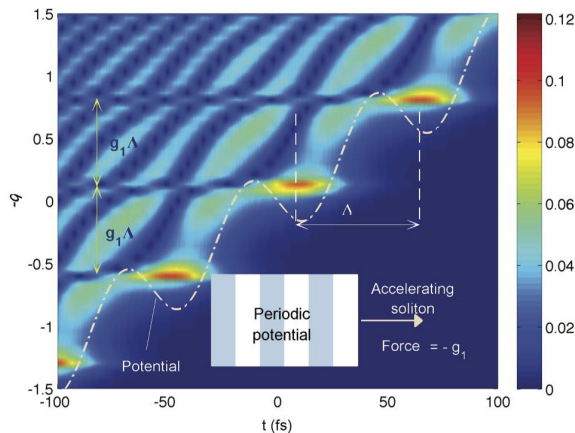 1.5
1
0.5
0
-0.5
-1
-1.5
-q
g₁Λ
g₁Λ
Λ
Potential
Periodic
potential
Accelerating
soliton
Force = - g₁
-100
-50
0
50
100
t (fs)
0.12
0.1
0.08
0.06
0.04
0.02
0